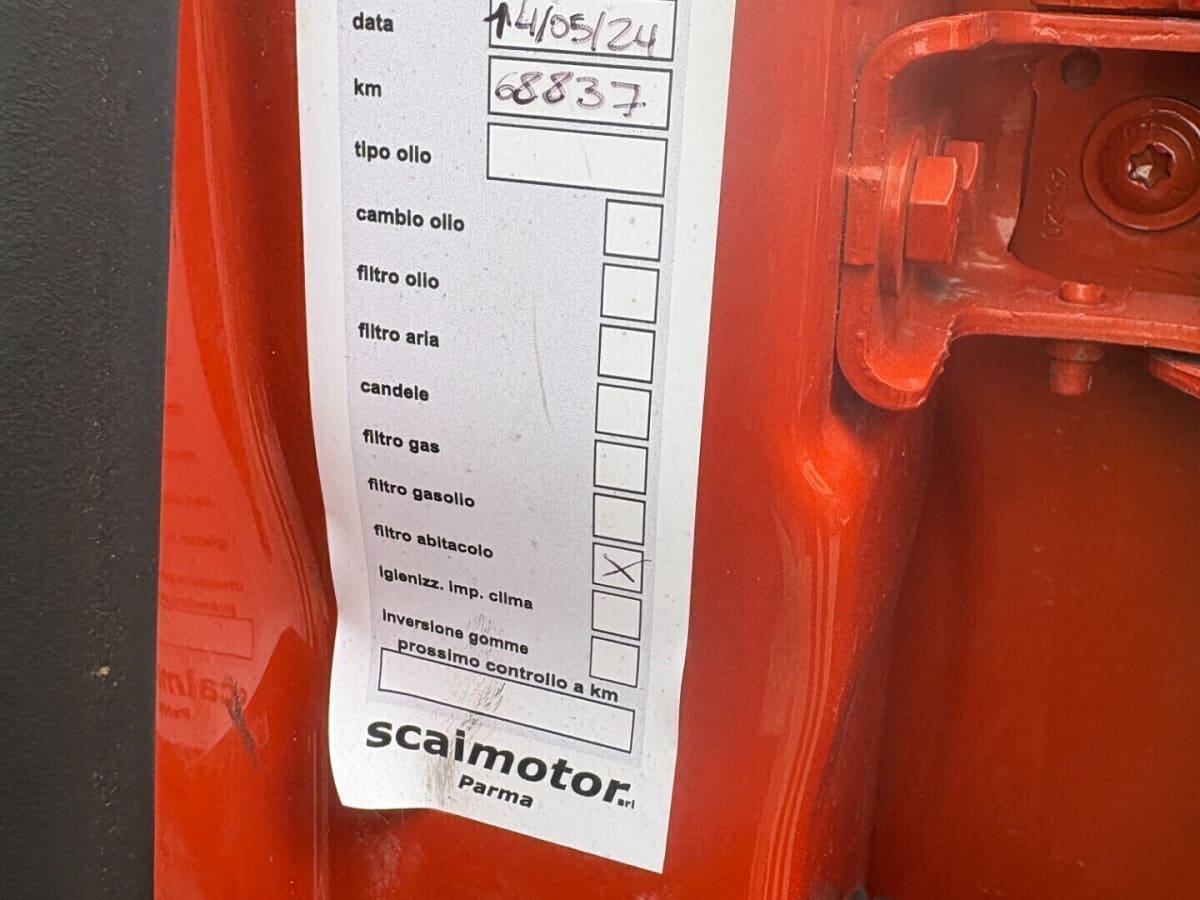 data 14/05/24
km 68837
tipo olio
cambio olio
filtro olio
filtro aria
candele
filtro gas
filtro gasolio
filtro abitacolo X
igienizz. imp. clima
inversione gomme
prossimo controllo a km
scaimotor srl
Parma